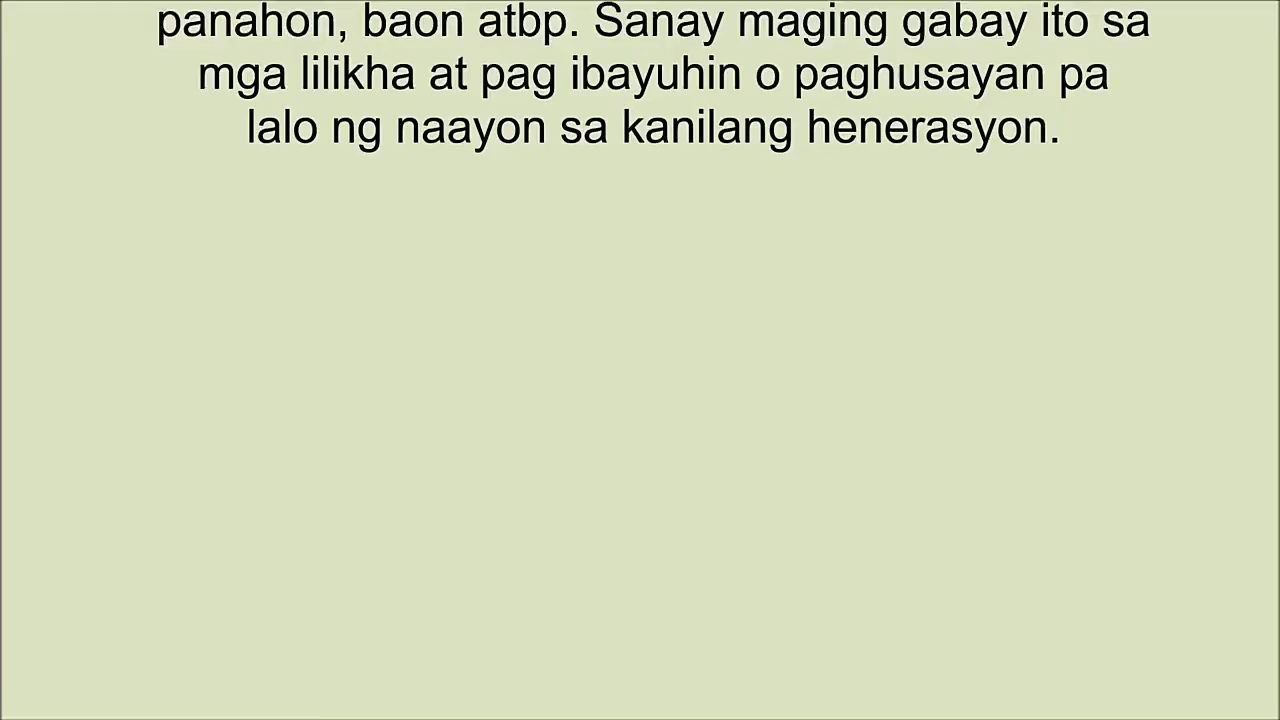 panahon, baon atbp. Sanay maging gabay ito sa
mga lilikha at pag ibayuhin o paghusayan pa
lalo ng naayon sa kanilang henerasyon.